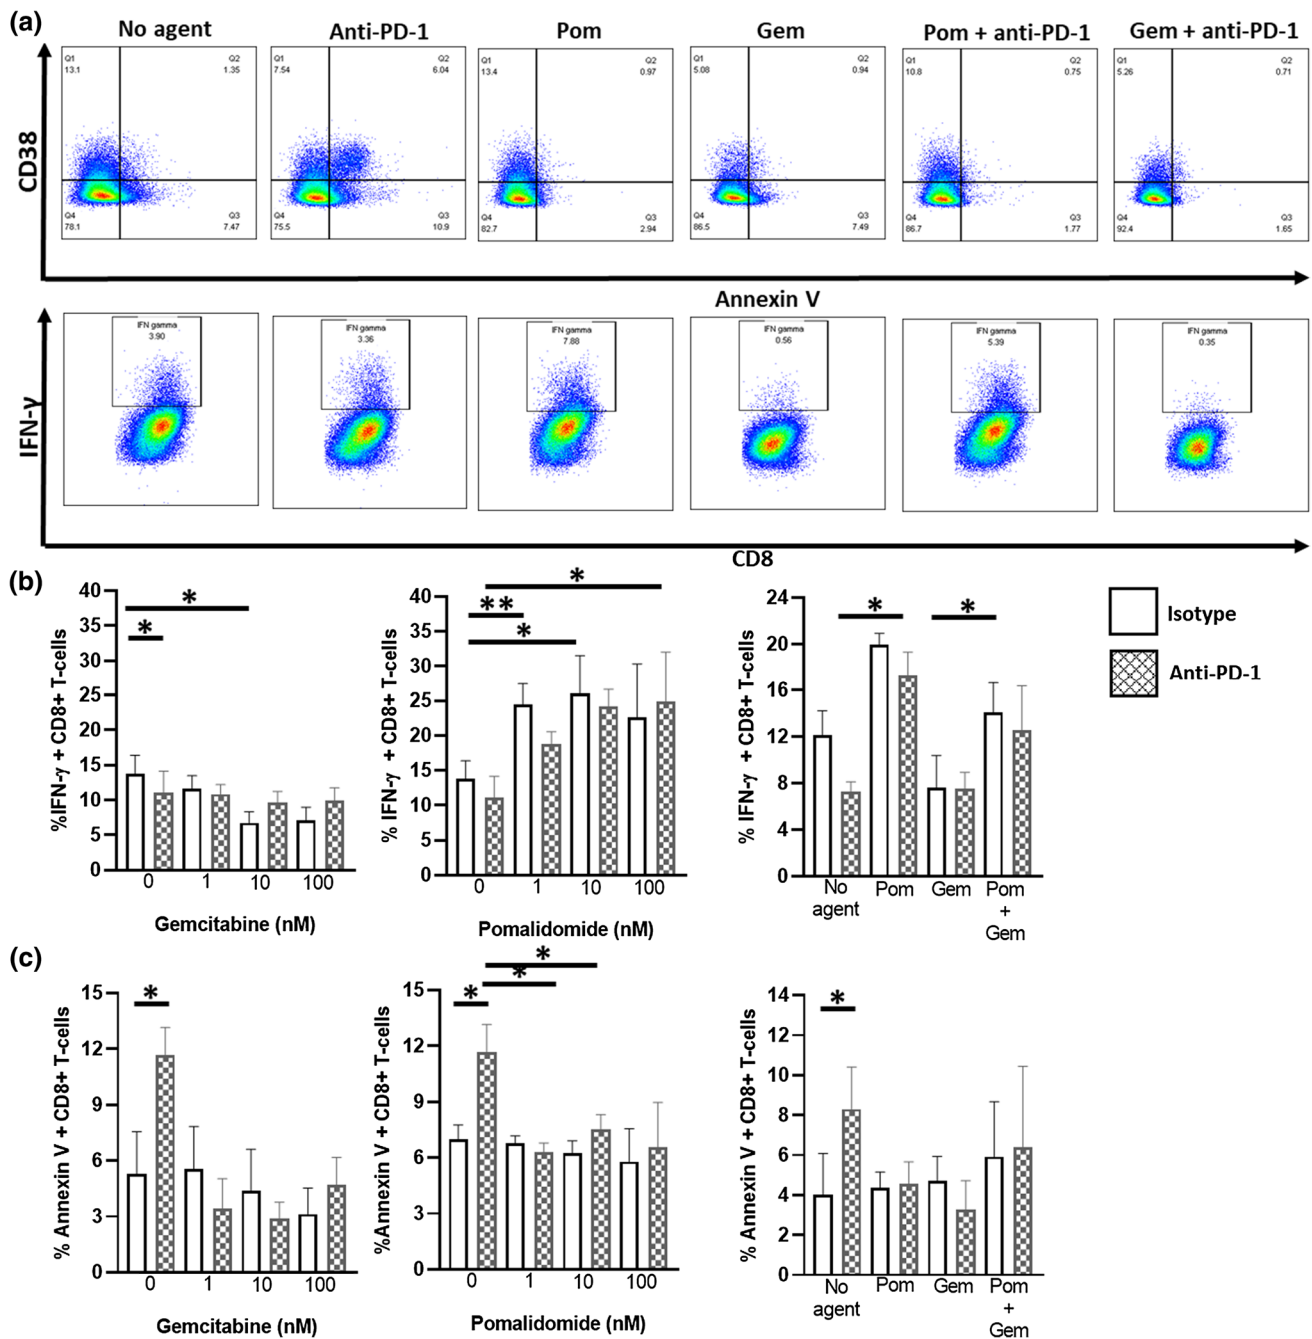 (a)
No agent Anti-PD-1 Pom Gem Pom + anti-PD-1 Gem + anti-PD-1
CD38
Q1 13.1 Q2 1.35 Q4 78.1 Q3 7.47
Q1 7.54 Q2 6.04 Q4 75.5 Q3 10.9
Q1 13.4 Q2 0.97 Q4 82.7 Q3 2.94
Q1 5.08 Q2 0.94 Q4 86.5 Q3 7.49
Q1 10.8 Q2 0.75 Q4 86.7 Q3 1.77
Q1 5.26 Q2 0.71 Q4 92.4 Q3 1.65
Annexin V
IFN-γ
IFN gamma 3.90
IFN gamma 3.36
IFN gamma 7.88
IFN gamma 0.56
IFN gamma 5.39
IFN gamma 0.35
CD8
(b)
%IFN-γ + CD8+ T-cells
40
35
30
25
20
15
10
5
0
* *
0 1 10 100
Gemcitabine (nM)
% IFN-γ + CD8+ T-cells
40
35
30
25
20
15
10
5
0
* ** *
0 1 10 100
Pomalidomide (nM)
% IFN-γ + CD8+ T-cells
24
20
16
12
8
4
0
* *
No agent Pom Gem Pom + Gem
Isotype
Anti-PD-1
(c)
% Annexin V + CD8+ T-cells
15
12
9
6
3
0
*
0 1 10 100
Gemcitabine (nM)
%Annexin V + CD8+ T-cells
15
12
9
6
3
0
* * *
0 1 10 100
Pomalidomide (nM)
% Annexin V + CD8+ T-cells
14
12
10
8
6
4
2
0
*
No agent Pom Gem Pom + Gem